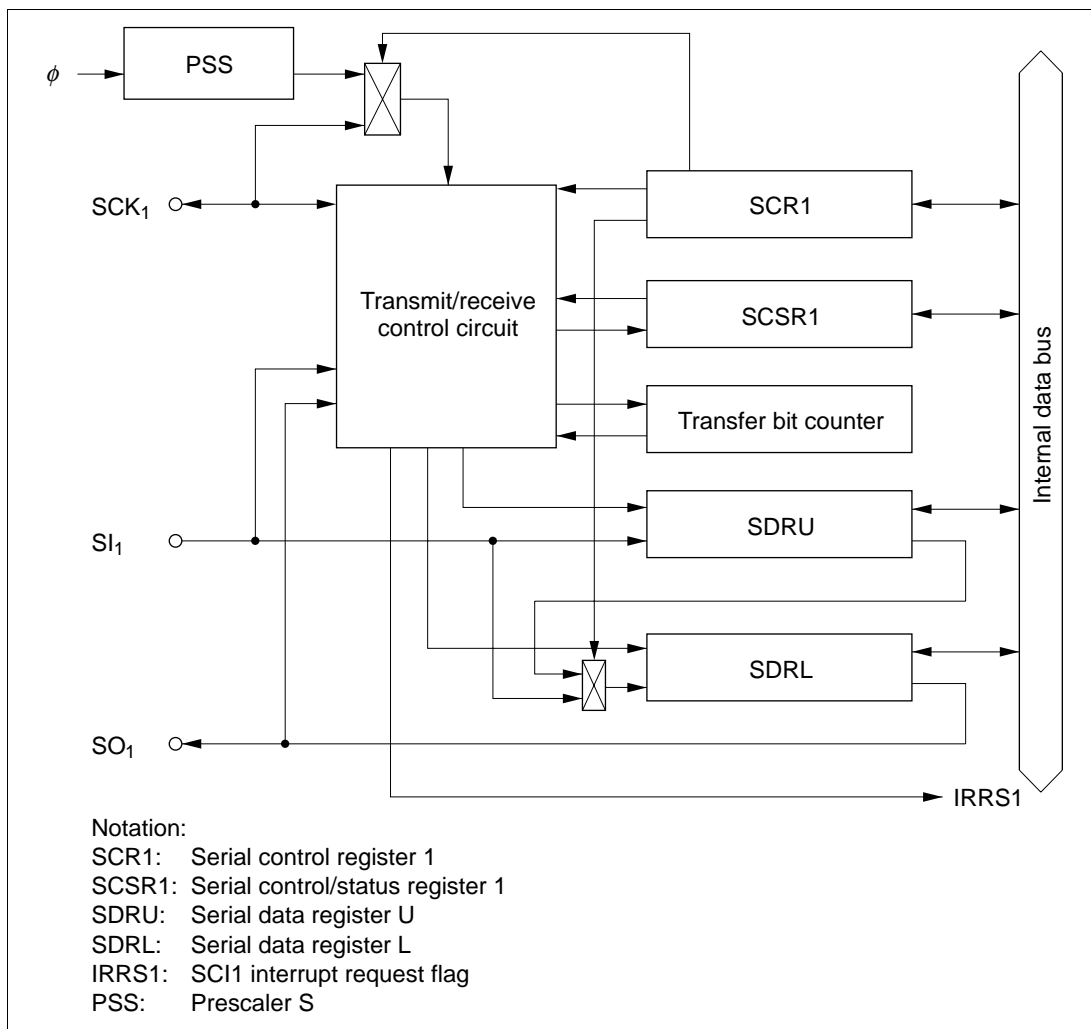 PSS
ϕ
SCK1
SCR1
Transmit/receive
control circuit
SCSR1
Transfer bit counter
Internal data bus
SI1
SDRU
SDRL
SO1
IRRS1
Notation:
SCR1: Serial control register 1
SCSR1: Serial control/status register 1
SDRU: Serial data register U
SDRL: Serial data register L
IRRS1: SCI1 interrupt request flag
PSS: Prescaler S